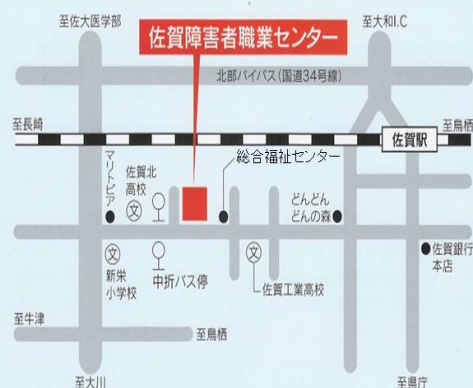 至佐大医学部
至大和I.C
佐賀障害者職業センター
北部バイパス(国道34号線)
至長崎
至鳥栖
佐賀駅
マリトピア
佐賀北
高校
総合福祉センター
どんどん
どんの森
文
文
新栄
小学校
中折バス停
文
佐賀工業高校
佐賀銀行
本店
至牛津
至鳥栖
至大川
至県庁